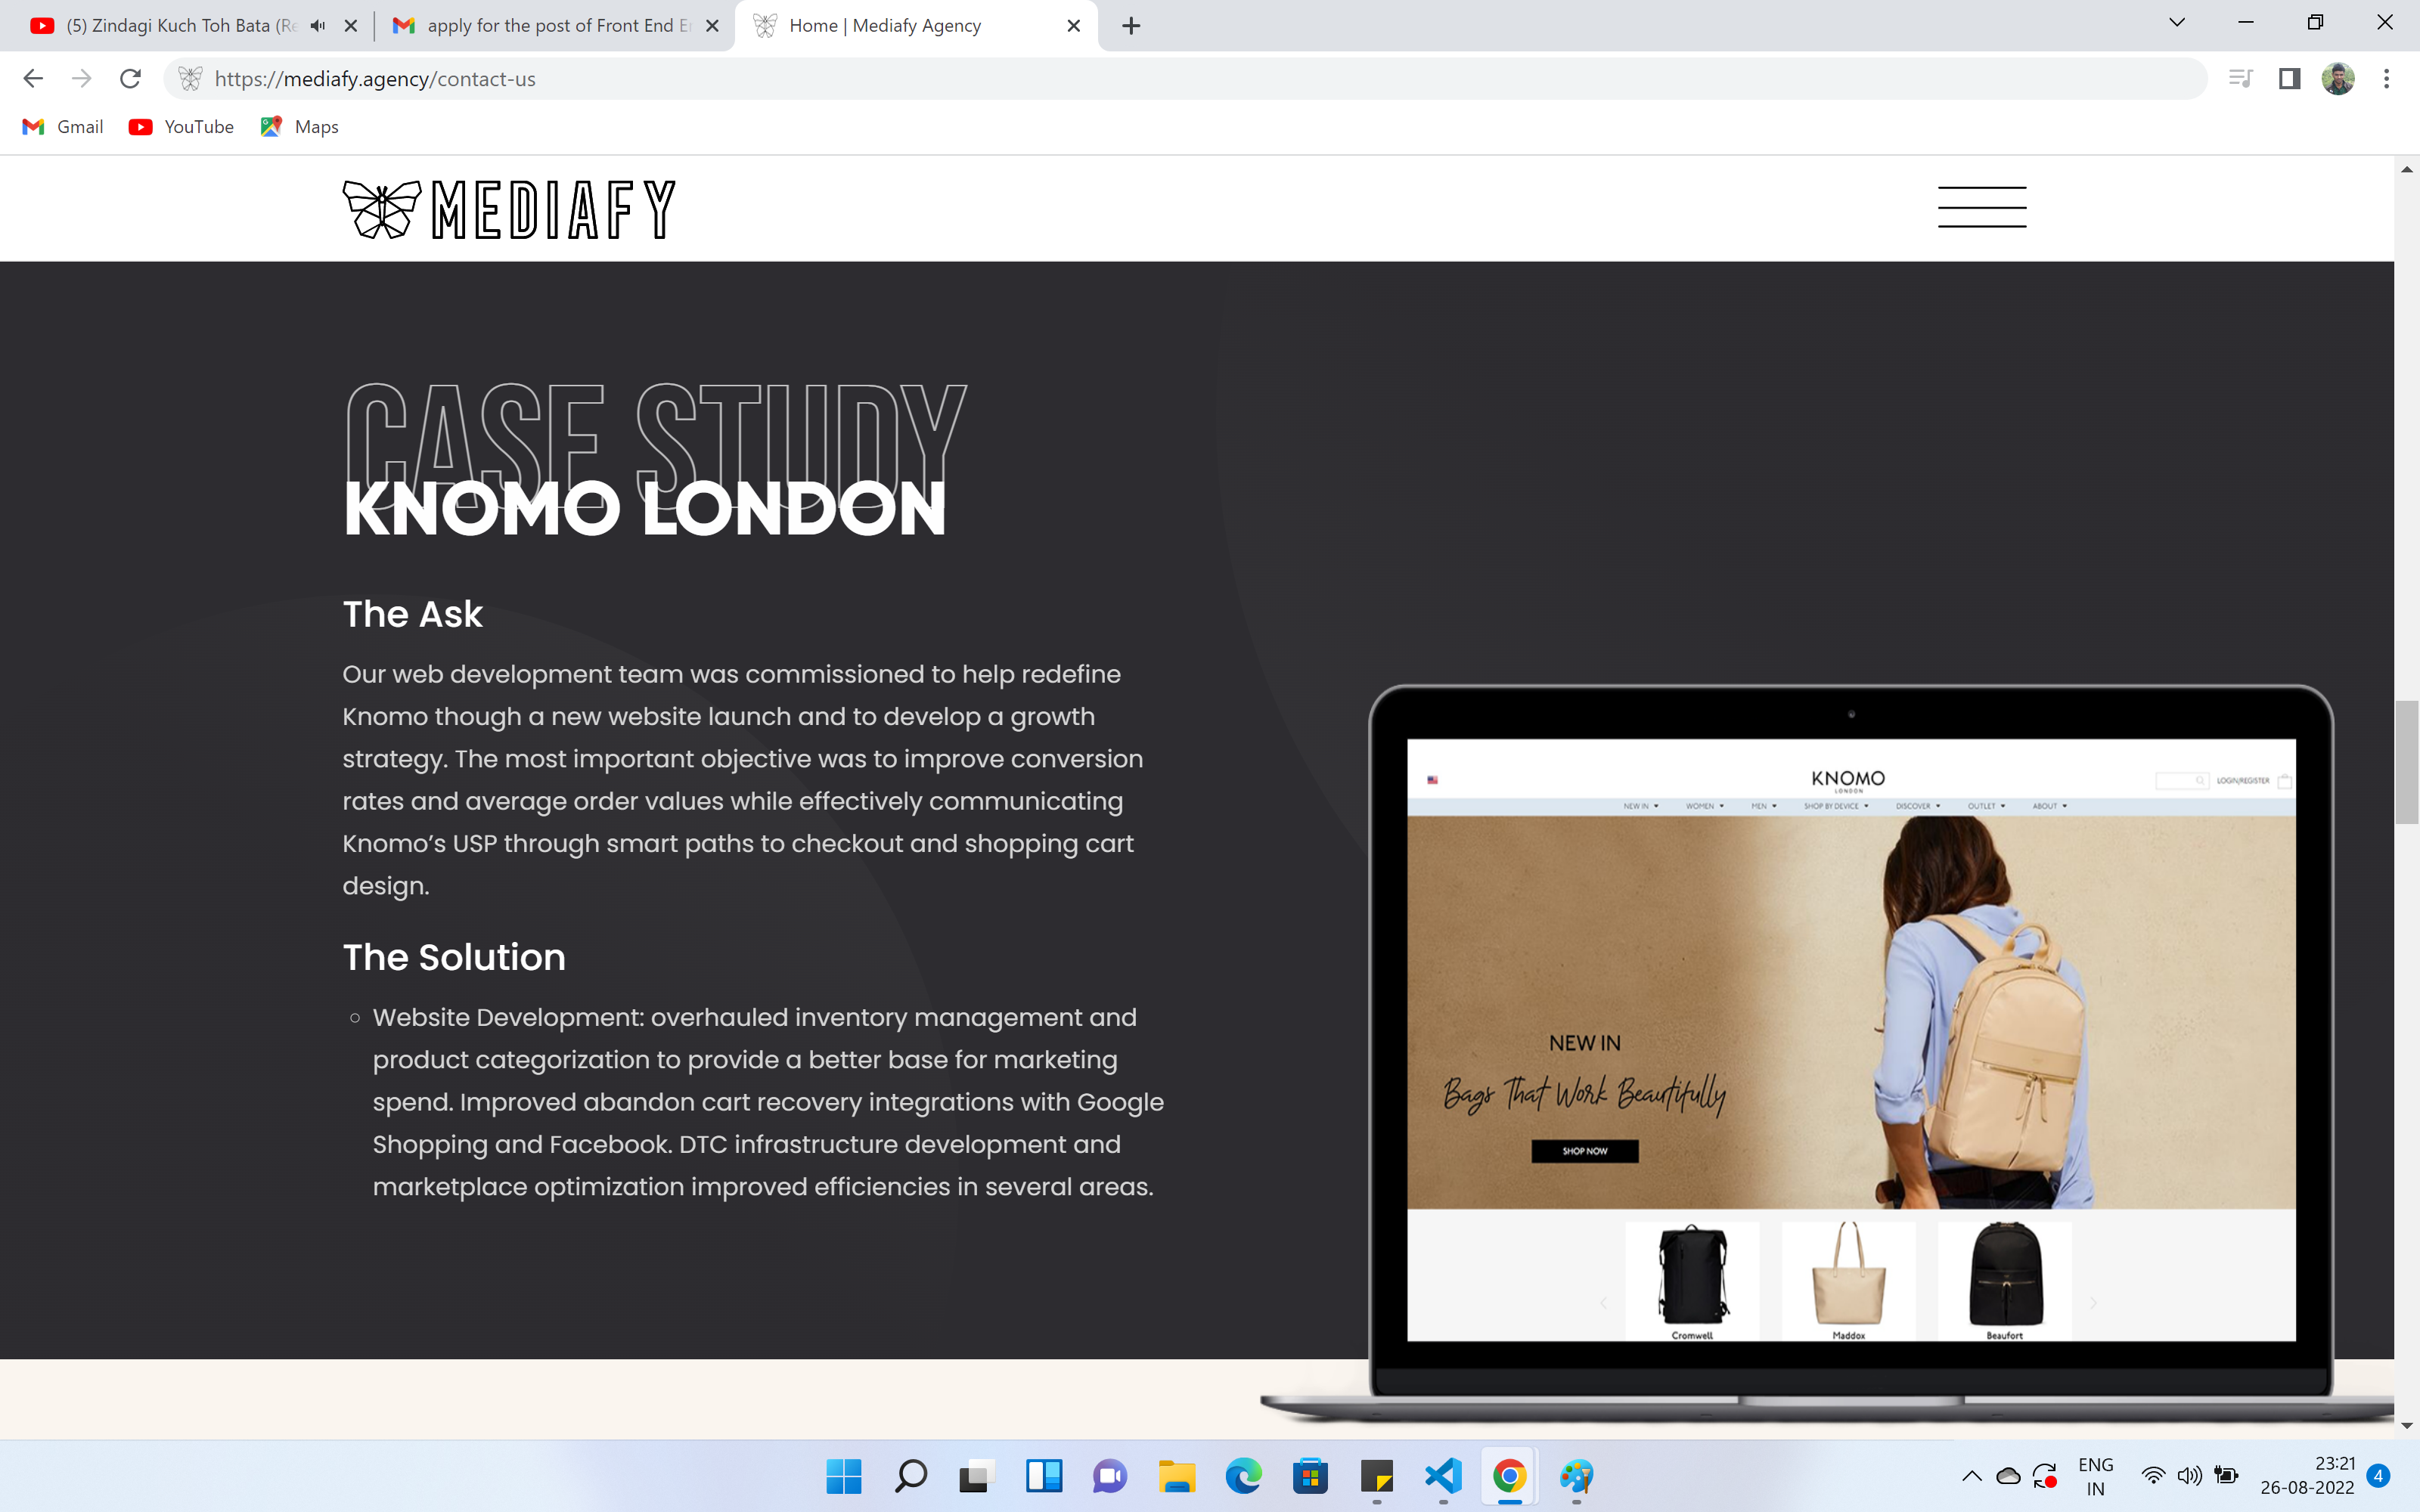 (5) Zindagi Kuch Toh Bata (Re
apply for the post of Front End En
Home | Mediafy Agency
https://mediafy.agency/contact-us
Gmail
YouTube
Maps
MEDIAFY
CASE STUDY
KNOMO LONDON
The Ask
Our web development team was commissioned to help redefine
Knomo though a new website launch and to develop a growth
strategy. The most important objective was to improve conversion
rates and average order values while effectively communicating
Knomo’s USP through smart paths to checkout and shopping cart
design.
The Solution
Website Development: overhauled inventory management and
product categorization to provide a better base for marketing
spend. Improved abandon cart recovery integrations with Google
Shopping and Facebook. DTC infrastructure development and
marketplace optimization improved efficiencies in several areas.
KNOMO
LONDON
LOGIN/REGISTER
NEW IN WOMEN MEN SHOP BY DEVICE DISCOVER OUTLET ABOUT
NEW IN
Bags That Work Beautifully
SHOP NOW
Cromwell Maddox Beaufort
ENG
IN
23:21
26-08-2022
4